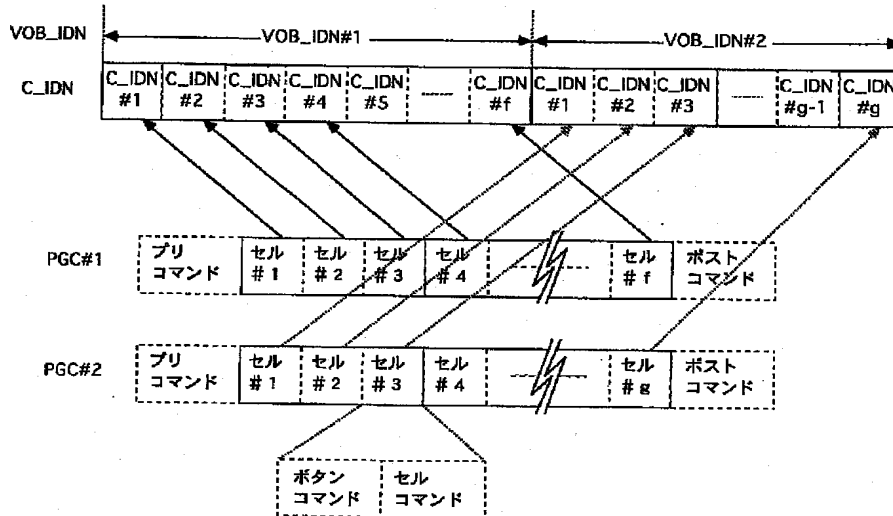 VOB_IDN VOB_IDN#1 VOB_IDN#2
C_IDN C_IDN C_IDN C_IDN C_IDN C_IDN C_IDN C_IDN C_IDN C_IDN C_IDN C_IDN
#1 #2 #3 #4 #5 #f #1 #2 #3 #g-1 #g
PGC#1 プリ セル セル セル セル セル ポスト
コマンド #1 #2 #3 #4 #f コマンド
PGC#2 プリ セル セル セル セル セル ポスト
コマンド #1 #2 #3 #4 #g コマンド
ボタン セル
コマンド コマンド